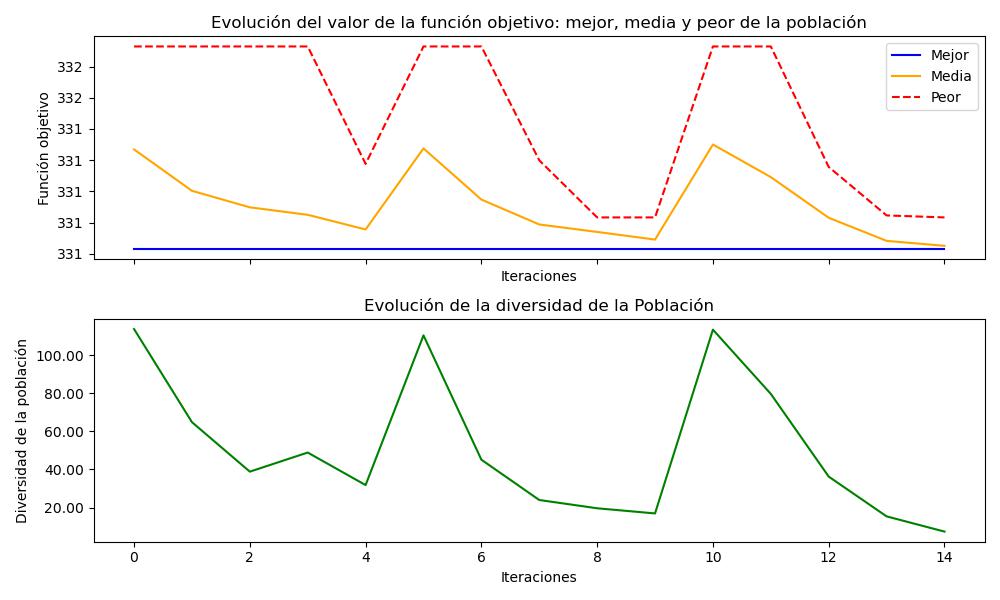 Evolución del valor de la función objetivo: mejor, media y peor de la población
Función objetivo
332
332
331
331
331
331
331
Mejor
Media
Peor
Iteraciones
Evolución de la diversidad de la Población
Diversidad de la población
100.00
80.00
60.00
40.00
20.00
0 2 4 6 8 10 12 14
Iteraciones